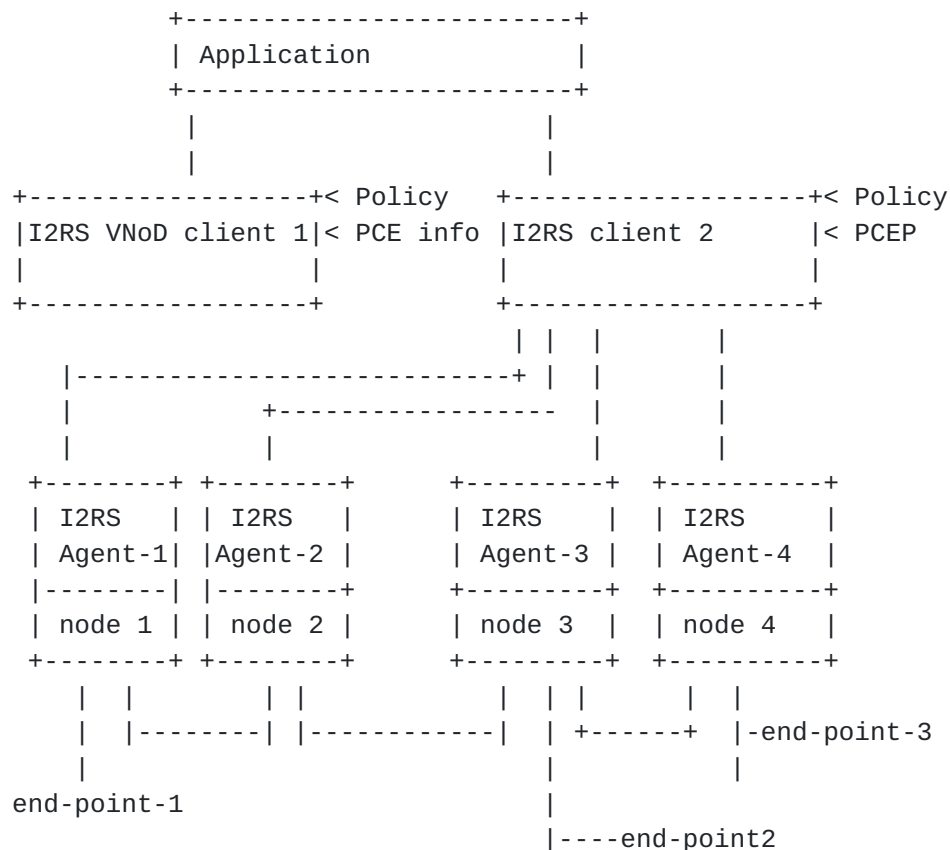 Application
< Policy < Policy
I2RS VNoD client 1 < PCE info I2RS client 2 < PCEP
I2RS I2RS I2RS I2RS
Agent-1 Agent-2 Agent-3 Agent-4
node 1 node 2 node 3 node 4
-end-point-3
end-point-1
----end-point2